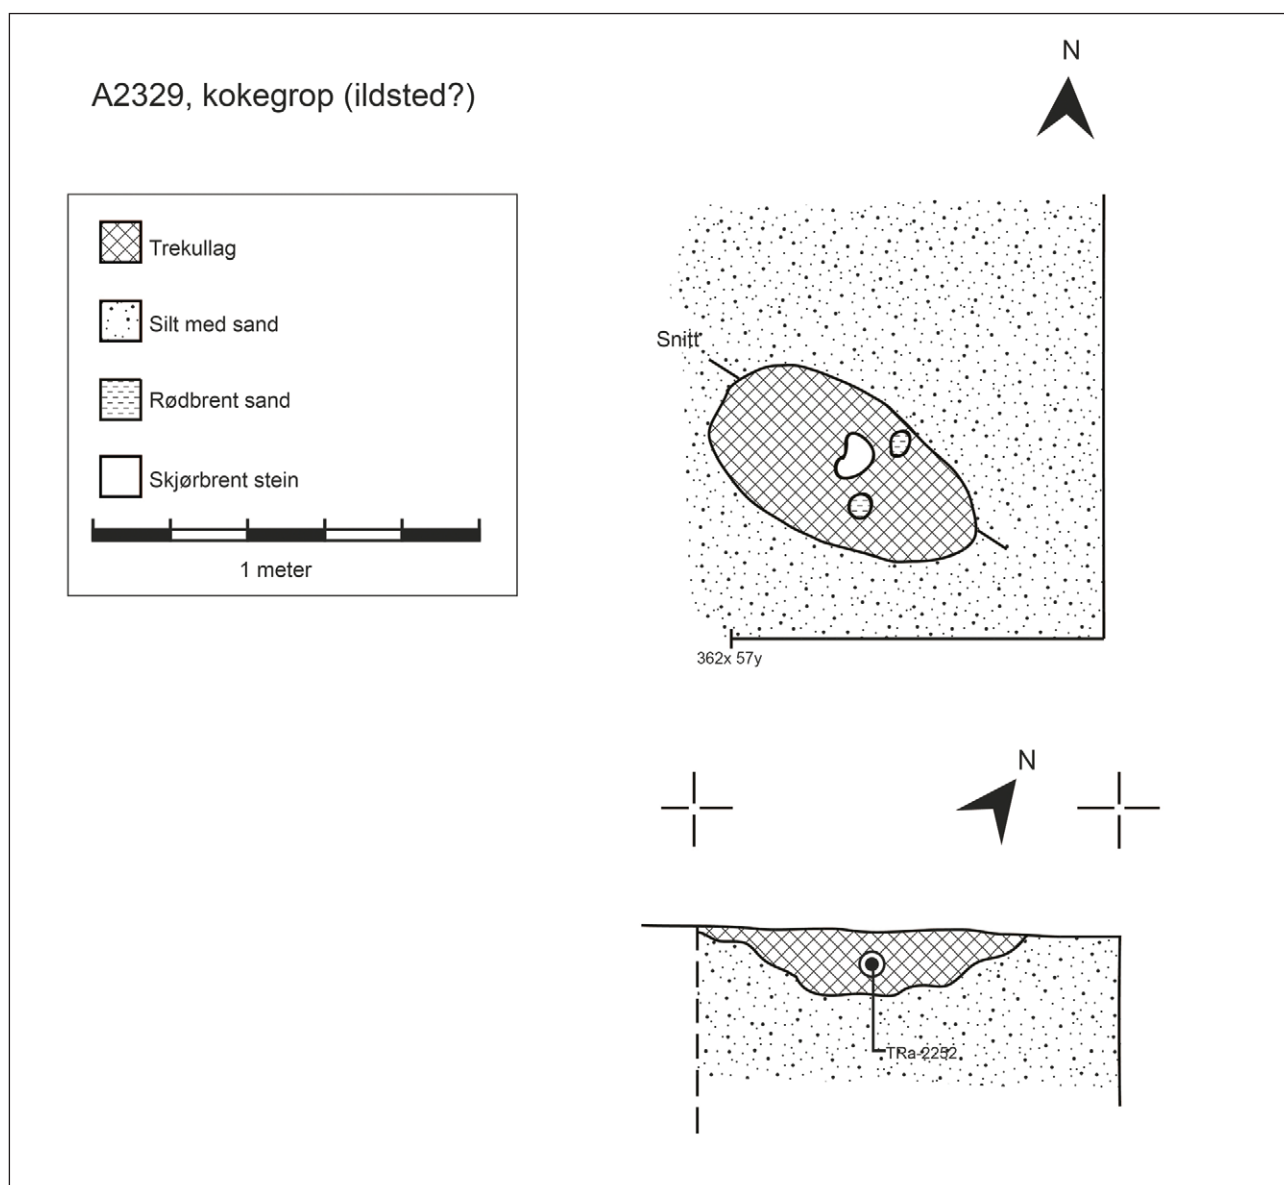 A2329, kokegrop (ildsted?)
N
Trekullag
Silt med sand
Rødbrent sand
Skjørbrent stein
1 meter
Snitt
362x 57y
N
TRa-2252